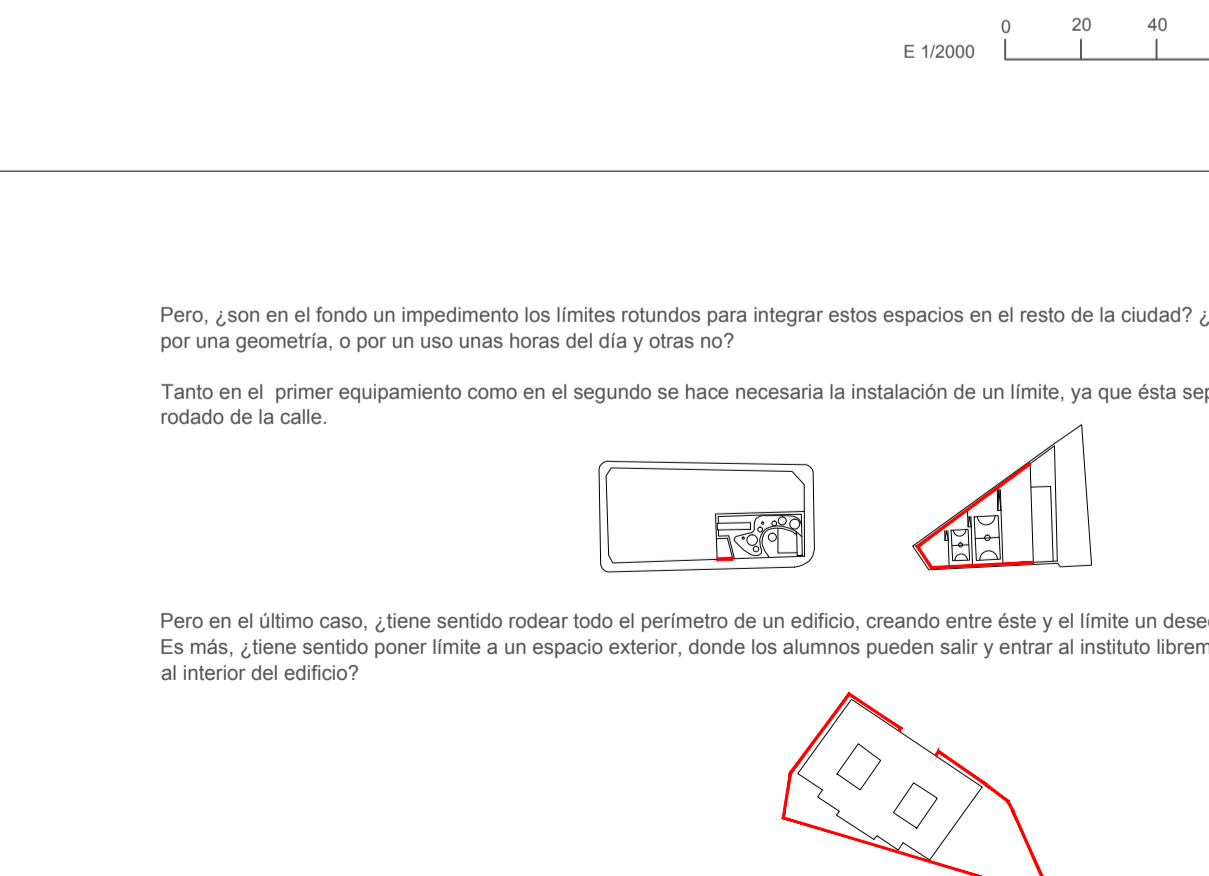 0 20 40
E 1/2000
Pero, ¿son en el fondo un impedimento los límites rotundos para integrar estos espacios en el resto de la ciudad? ¿
por una geometría, o por un uso unas horas del día y otras no?
Tanto en el primer equipamiento como en el segundo se hace necesaria la instalación de un límite, ya que ésta
rodado de la calle.
Pero en el último caso, ¿tiene sentido rodear todo el perímetro de un edificio, creando entre éste y el límite un
Es más, ¿tiene sentido poner límite a un espacio exterior, donde los alumnos pueden salir y entrar al instituto
al interior del edificio?